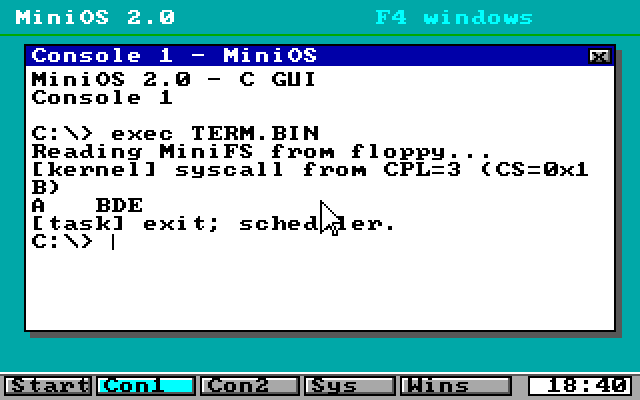 MiniOS 2.0 F4 windows
Console 1 - MiniOS
MiniOS 2.0 - C GUI
Console 1
C:\> exec TERM.BIN
Reading MiniFS from floppy...
[kernel] syscall from CPL=3 (CS=0x1
B)
A BDE
[task] exit; scheduler.
C:\>
Start Con1 Con2 Sys Wins 18:40